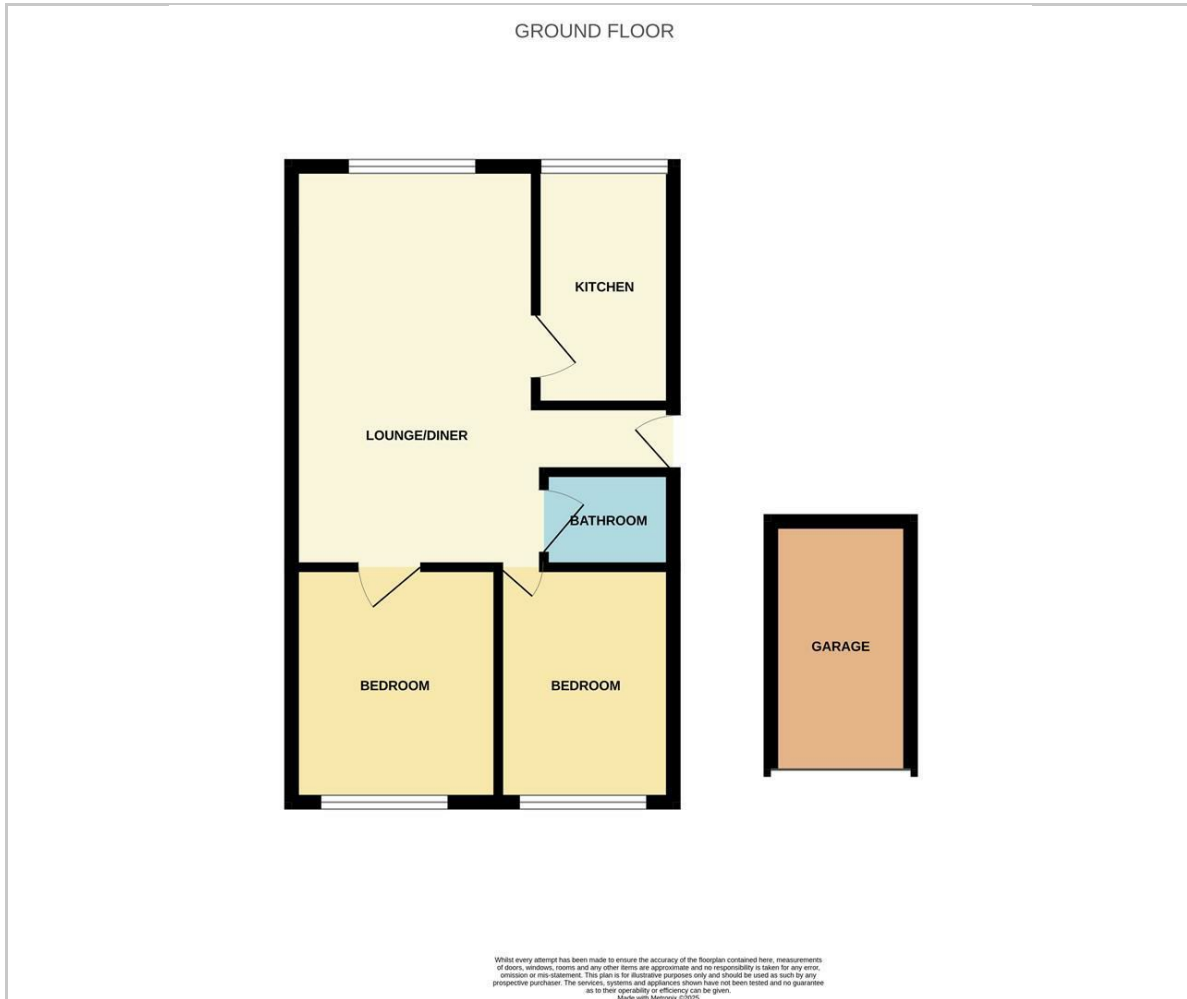 GROUND FLOOR
KITCHEN
LOUNGE/DINER
BATHROOM
GARAGE
BEDROOM
BEDROOM
Whilst every attempt has been made to ensure the accuracy of the floorplan contained here, measurements
of doors, windows, rooms and any other items are approximate and no responsibility is taken for any error,
omission or mis-statement. This plan is for illustrative purposes only and should be used as such by any
prospective purchaser. The services, systems and appliances shown have not been tested and no guarantee
as to their operability or efficiency can be given.
Made with Metropix ©2025